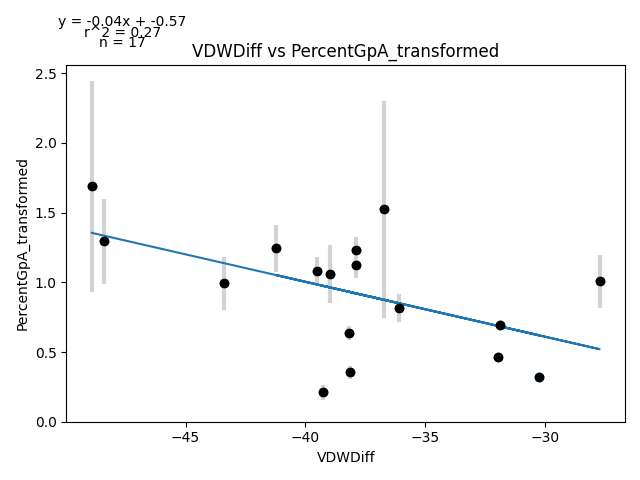 y = -0.04x + -0.57
r^2 = 0.27
n = 17
VDWDiff vs PercentGpA_transformed
2.5
2.0
1.5
1.0
0.5
0.0
PercentGpA_transformed
−45
−40
−35
−30
VDWDiff